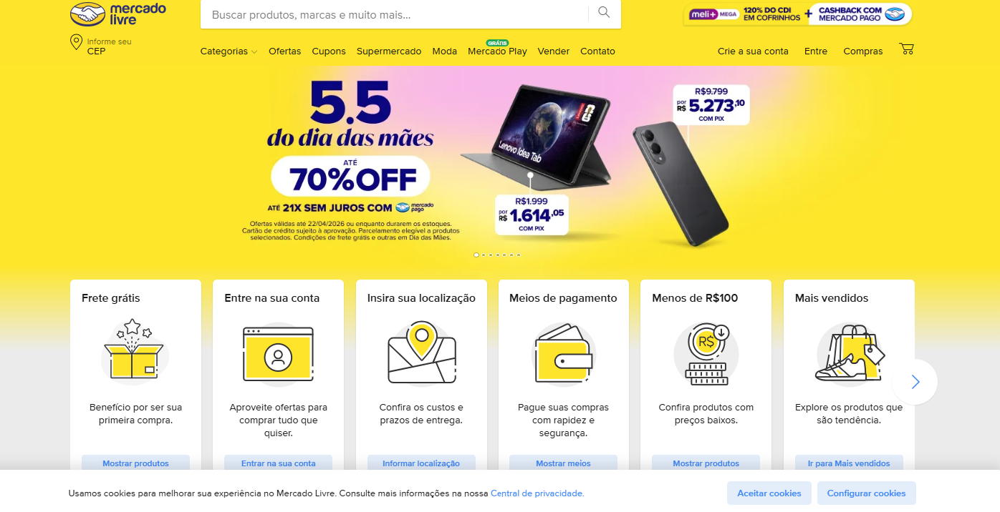 mercado
livre
Buscar produtos, marcas e muito mais...
meli+ MEGA 120% DO CDI EM COFRINHOS + CASHBACK COM MERCADO PAGO
Informe seu
CEP
Categorias Ofertas Cupons Supermercado Moda Mercado Play GRÁTIS Vender Contato
Crie a sua conta Entre Compras
5.5
do dia das mães
ATÉ
70% OFF
ATÉ 21X SEM JUROS COM mercado pago
Ofertas válidas até 22/04/2026 ou enquanto durarem os estoques.
Cartão de crédito sujeito à aprovação. Parcelamento elegível a produtos
selecionados. Condições de frete grátis e outras em Dia das Mães.
Lenovo
Lenovo Idea Tab
R$1.999
por R$ 1.614,05
COM PIX
R$9.799
por R$ 5.273,10
COM PIX
Frete grátis
Benefício por ser sua
primeira compra.
Mostrar produtos
Entre na sua conta
Aproveite ofertas para
comprar tudo que
quiser.
Entrar na sua conta
Insira sua localização
Confira os custos e
prazos de entrega.
Informar localização
Meios de pagamento
Pague suas compras
com rapidez e
segurança.
Mostrar meios
Menos de R$100
R$
Confira produtos com
preços baixos.
Mostrar produtos
Mais vendidos
Explore os produtos que
são tendência.
Ir para Mais vendidos
Usamos cookies para melhorar sua experiência no Mercado Livre. Consulte mais informações na nossa Central de privacidade.
Aceitar cookies
Configurar cookies